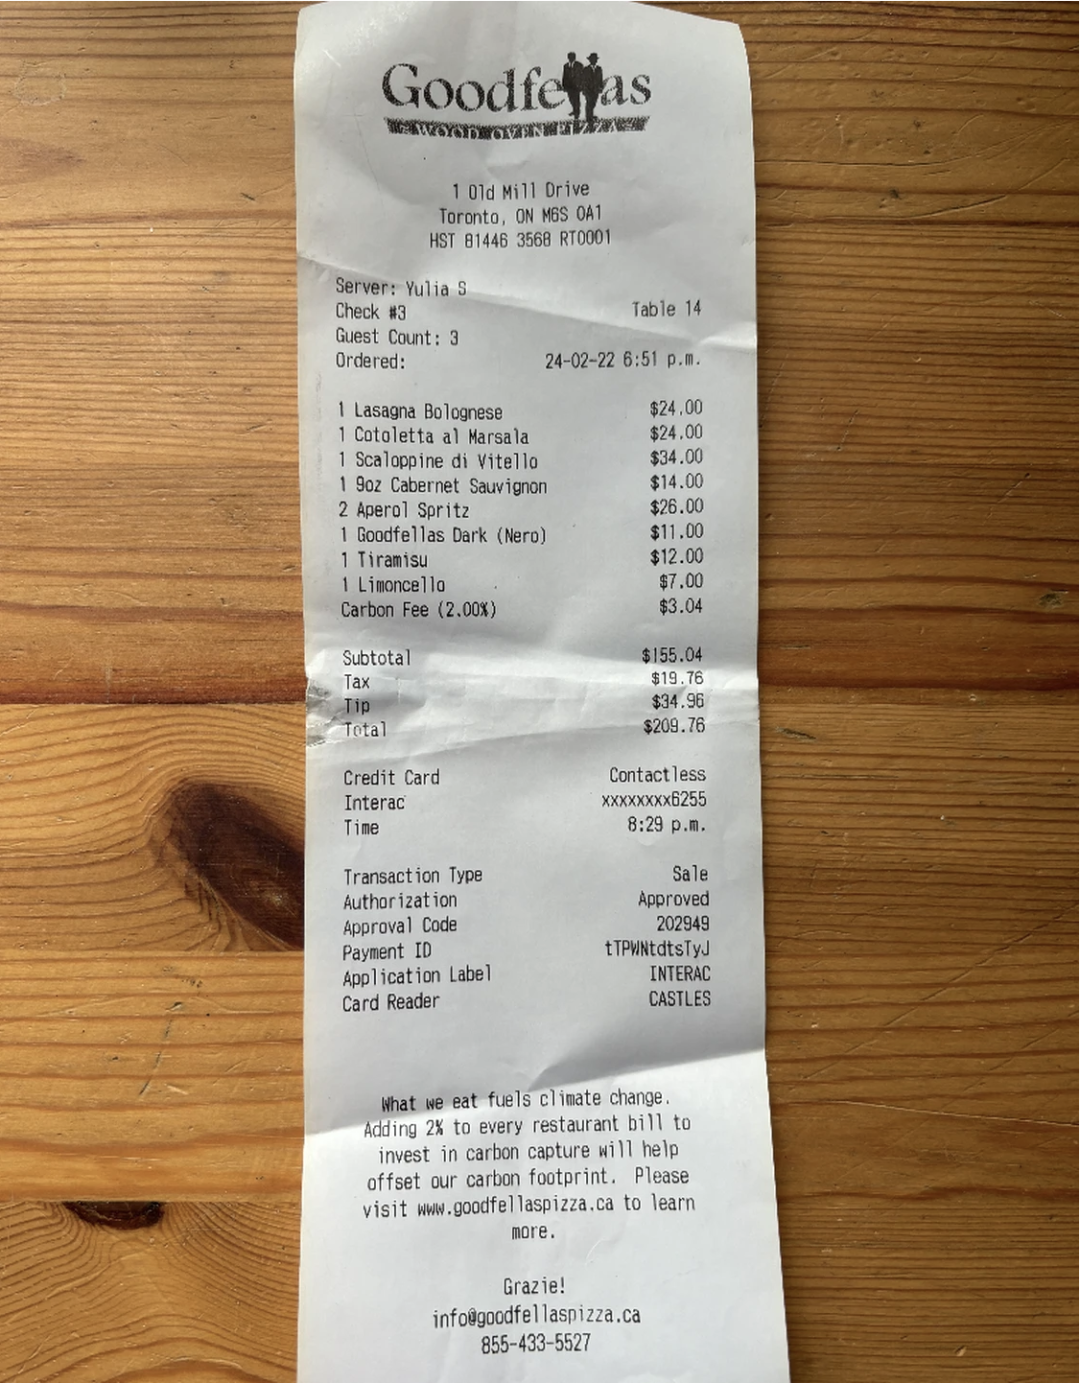 Goodfellas
WOOD OVEN PIZZA
1 Old Mill Drive
Toronto, ON M6S 0A1
HST 81446 3568 RT0001
Server: Yulia S
Check #3 Table 14
Guest Count: 3
Ordered: 24-02-22 6:51 p.m.
1 Lasagna Bolognese $24.00
1 Cotoletta al Marsala $24.00
1 Scaloppine di Vitello $34.00
1 9oz Cabernet Sauvignon $14.00
2 Aperol Spritz $26.00
1 Goodfellas Dark (Nero) $11.00
1 Tiramisu $12.00
1 Limoncello $7.00
Carbon Fee (2.00%) $3.04
Subtotal $155.04
Tax $19.76
Tip $34.96
Total $209.76
Credit Card Contactless
Interac xxxxxxxx6255
Time 8:29 p.m.
Transaction Type Sale
Authorization Approved
Approval Code 202949
Payment ID tTPWNtdtsTyJ
Application Label INTERAC
Card Reader CASTLES
What we eat fuels climate change.
Adding 2% to every restaurant bill to
invest in carbon capture will help
offset our carbon footprint. Please
visit www.goodfellaspizza.ca to learn
more.
Grazie!
info@goodfellaspizza.ca
855-433-5527